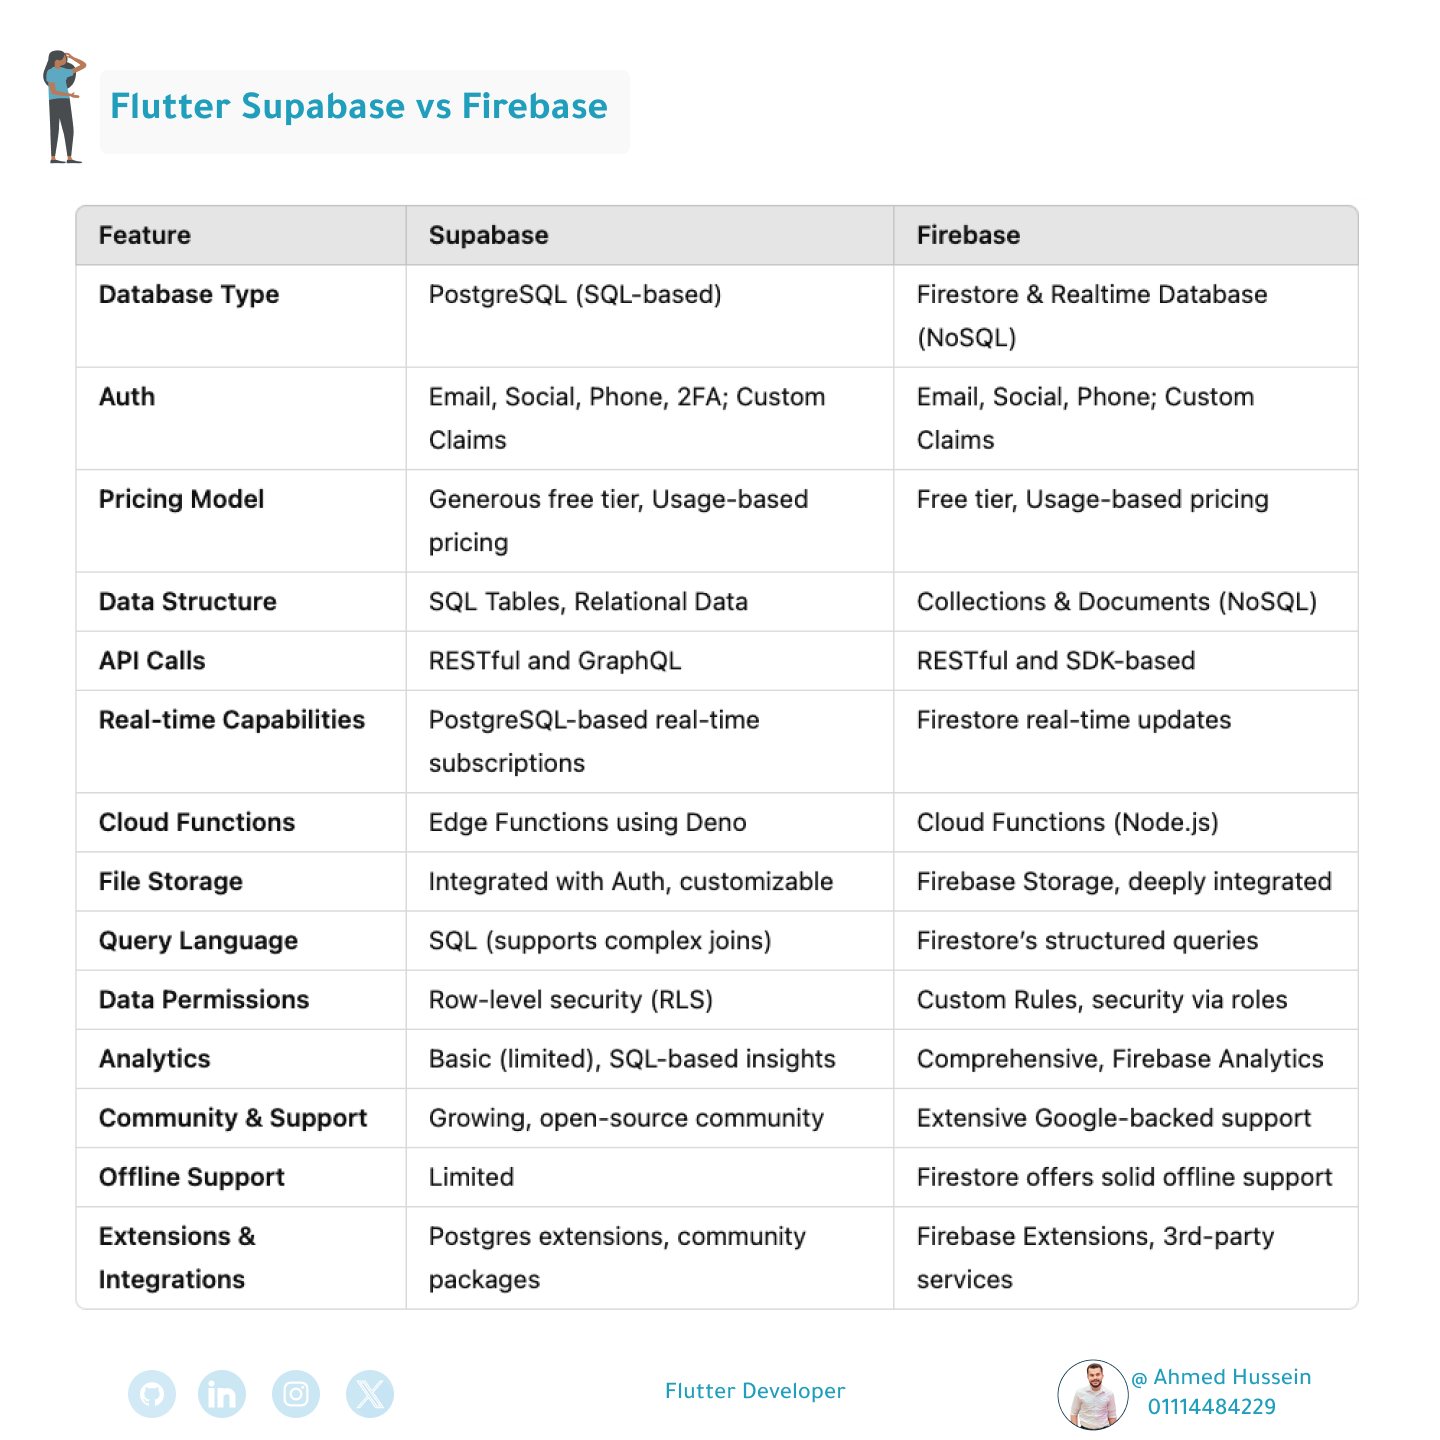 Flutter Supabase vs Firebase
Feature
Supabase
Firebase
Database Type
PostgreSQL (SQL-based)
Firestore & Realtime Database
(NoSQL)
Auth
Email, Social, Phone, 2FA; Custom
Claims
Email, Social, Phone; Custom
Claims
Pricing Model
Generous free tier, Usage-based
pricing
Free tier, Usage-based pricing
Data Structure
SQL Tables, Relational Data
Collections & Documents (NoSQL)
API Calls
RESTful and GraphQL
RESTful and SDK-based
Real-time Capabilities
PostgreSQL-based real-time
subscriptions
Firestore real-time updates
Cloud Functions
Edge Functions using Deno
Cloud Functions (Node.js)
File Storage
Integrated with Auth, customizable
Firebase Storage, deeply integrated
Query Language
SQL (supports complex joins)
Firestore’s structured queries
Data Permissions
Row-level security (RLS)
Custom Rules, security via roles
Analytics
Basic (limited), SQL-based insights
Comprehensive, Firebase Analytics
Community & Support
Growing, open-source community
Extensive Google-backed support
Offline Support
Limited
Firestore offers solid offline support
Extensions &
Integrations
Postgres extensions, community
packages
Firebase Extensions, 3rd-party
services
in
Flutter Developer
@ Ahmed Hussein
01114484229